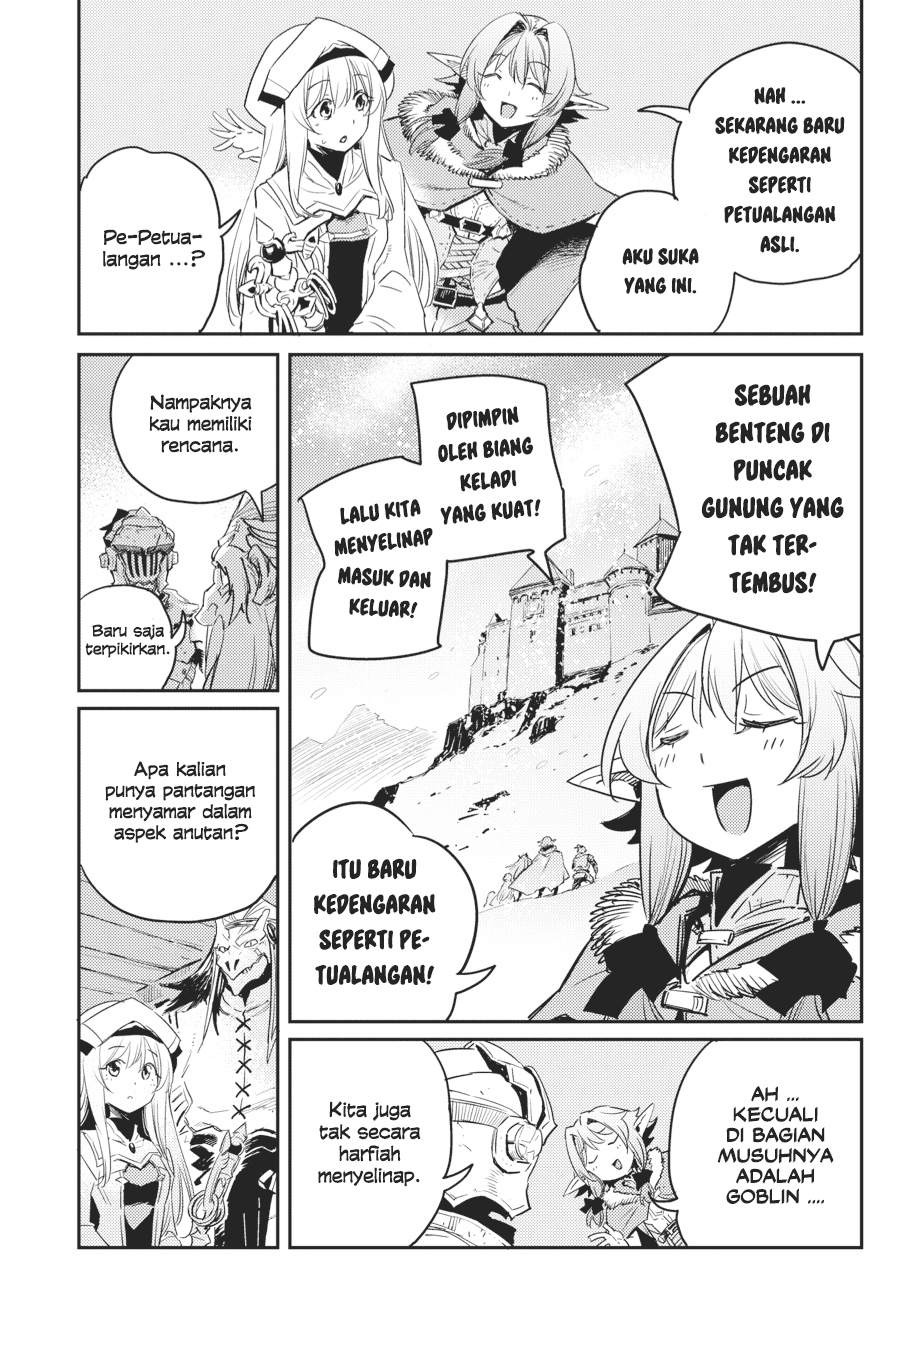 NAH ...
SEKARANG BARU
KEDENGARAN
SEPERTI
PETUALANGAN
ASLI.
AKU SUKA
YANG INI.
Pe-Petua-
langan ...?
SEBUAH
BENTENG DI
PUNCAK
GUNUNG YANG
TAK TER-
TEMBUS!
DIPIMPIN
OLEH BIANG
KELADI
YANG KUAT!
LALU KITA
MENYELINAP
MASUK DAN
KELUAR!
ITU BARU
KEDENGARAN
SEPERTI PE-
TUALANGAN!
Nampaknya
kau memiliki
rencana.
Baru saja
terpikirkan.
Apa kalian
punya pantangan
menyamar dalam
aspek anutan?
AH ...
KECUALI
DI BAGIAN
MUSUHNYA
ADALAH
GOBLIN ....
Kita juga
tak secara
harfiah
menyelinap.